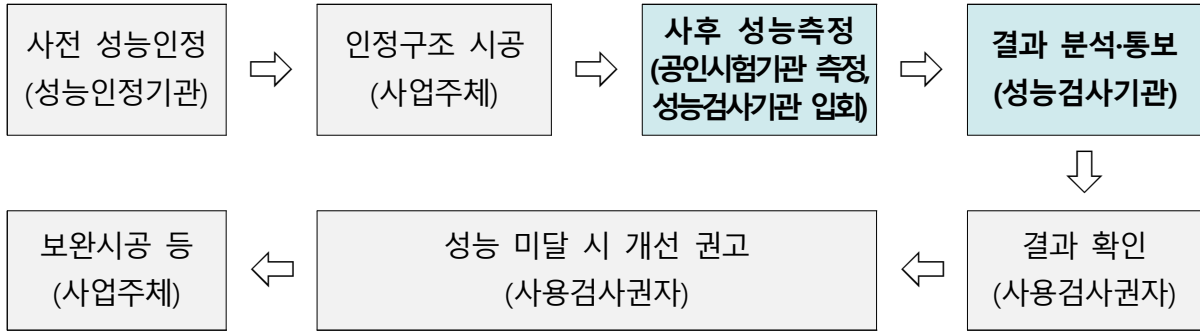 사전 성능인정
(성능인정기관)
인정구조 시공
(사업주체)
사후 성능측정
(공인시험기관 측정,
성능검사기관 입회)
결과 분석·통보
(성능검사기관)
결과 확인
(사용검사권자)
성능 미달 시 개선 권고
(사용검사권자)
보완시공 등
(사업주체)